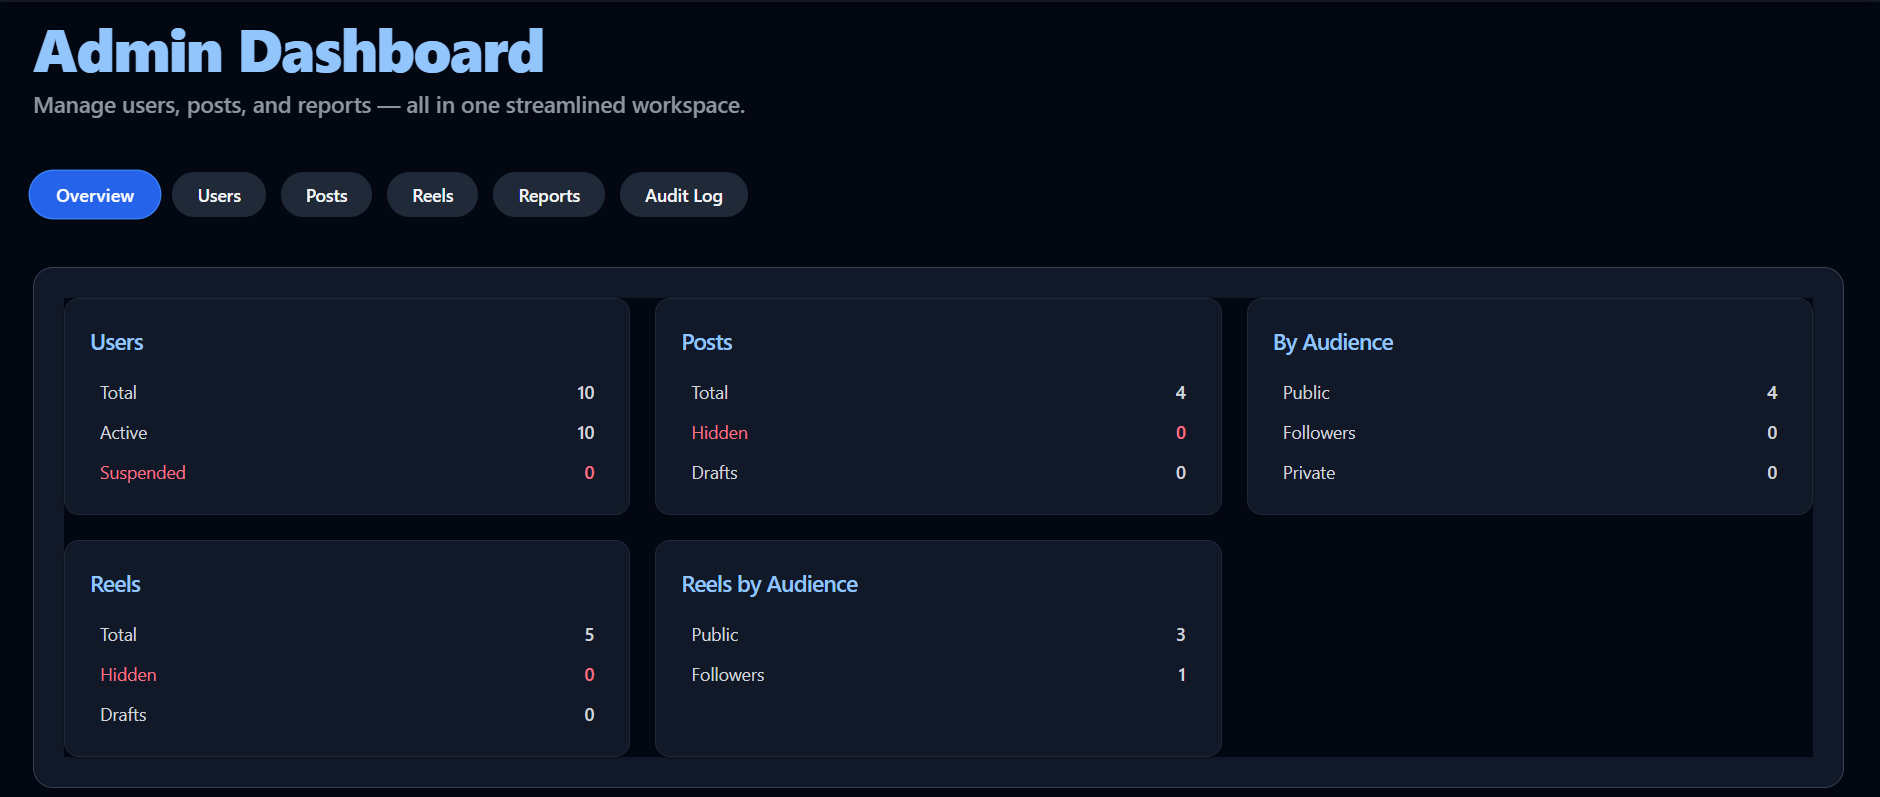 Admin Dashboard
Manage users, posts, and reports — all in one streamlined workspace.
Overview Users Posts Reels Reports Audit Log
Users
Total 10
Active 10
Suspended 0
Posts
Total 4
Hidden 0
Drafts 0
By Audience
Public 4
Followers 0
Private 0
Reels
Total 5
Hidden 0
Drafts 0
Reels by Audience
Public 3
Followers 1